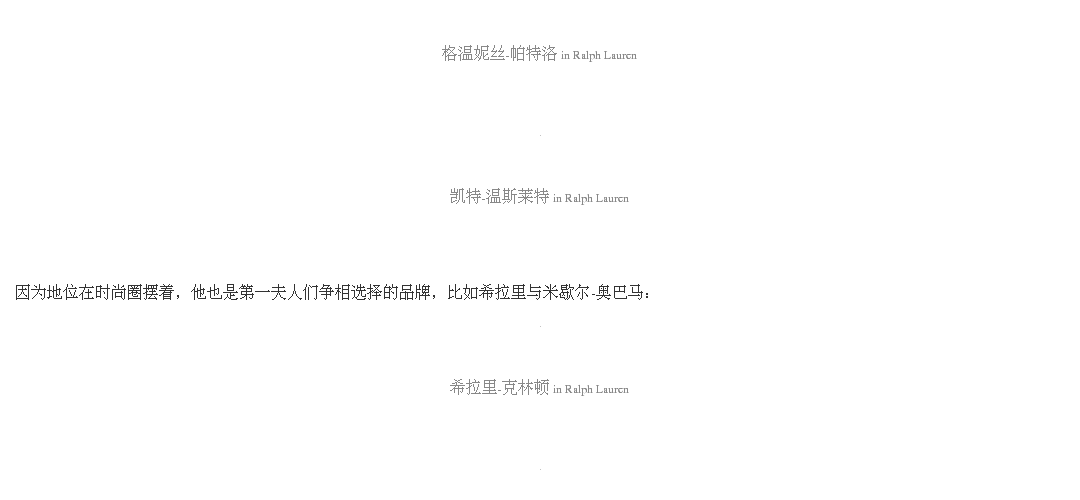 格温妮丝-帕特洛 in Ralph Lauren
凯特-温斯莱特 in Ralph Lauren
因为地位在时尚圈摆着，他也是第一夫人们争相选择的品牌，比如希拉里与米歇尔-奥巴马：
希拉里-克林顿 in Ralph Lauren